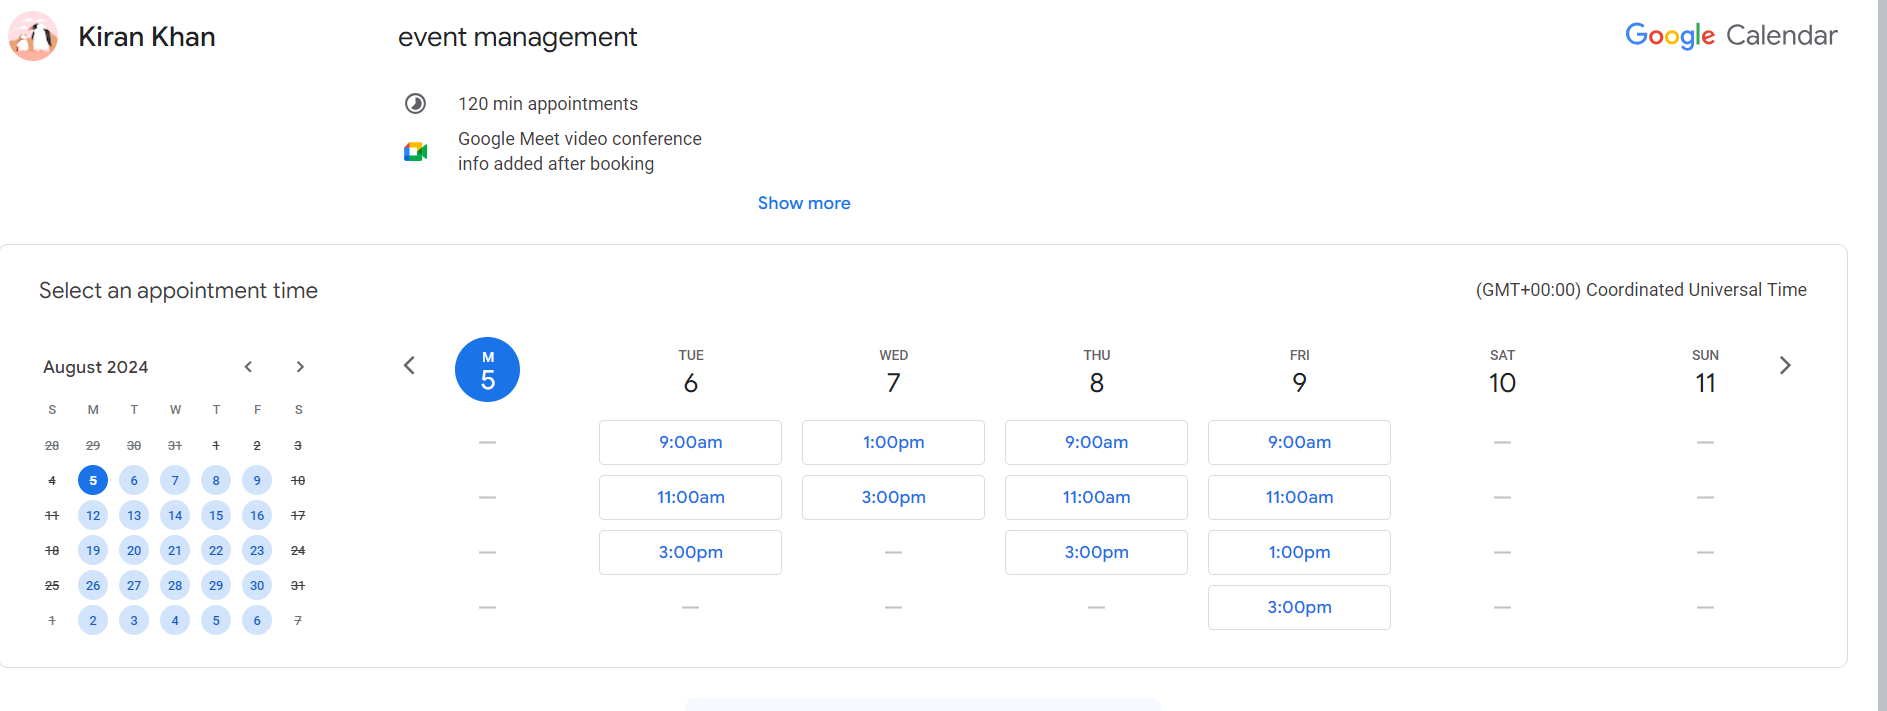 Kiran Khan
event management
Google Calendar
120 min appointments
Google Meet video conference
info added after booking
Show more
Select an appointment time
(GMT+00:00) Coordinated Universal Time
August 2024
S M T W T F S
28 29 30 31 1 2 3
4 5 6 7 8 9 10
11 12 13 14 15 16 17
18 19 20 21 22 23 24
25 26 27 28 29 30 31
1 2 3 4 5 6 7
M TUE WED THU FRI SAT SUN
5 6 7 8 9 10 11
— 9:00am 1:00pm 9:00am 9:00am — —
— 11:00am 3:00pm 11:00am 11:00am — —
— 3:00pm — 3:00pm 1:00pm — —
— — — — 3:00pm — —